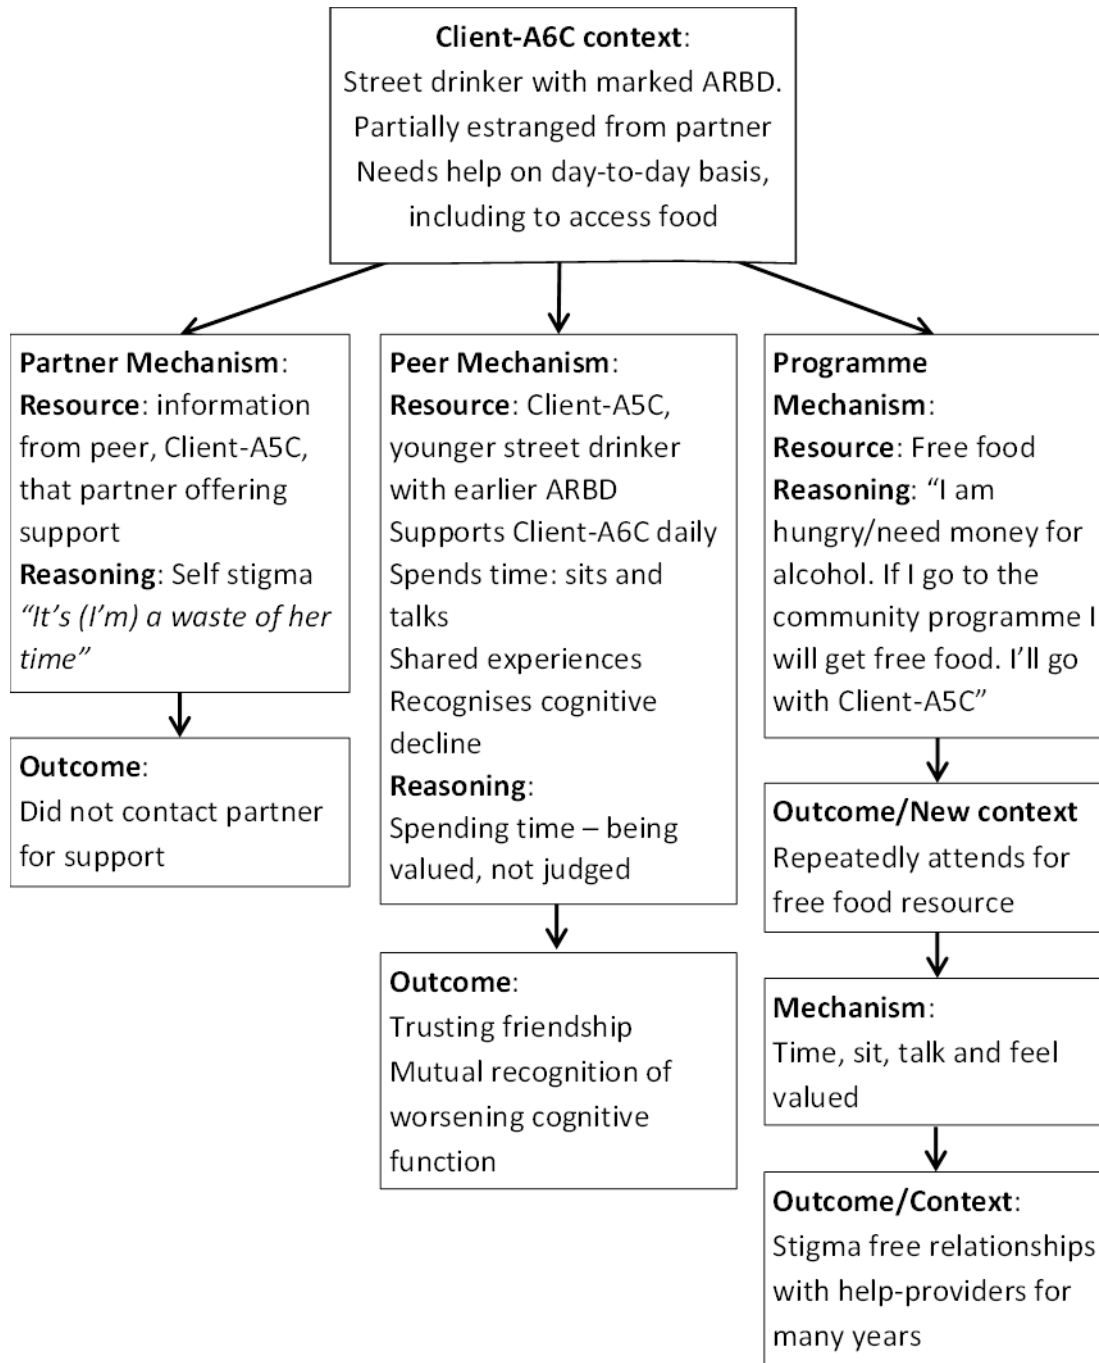 Client-A6C context:
Street drinker with marked ARBD.
Partially estranged from partner
Needs help on day-to-day basis,
including to access food
Partner Mechanism:
Resource: information
from peer, Client-A5C,
that partner offering
support
Reasoning: Self stigma
“It’s (I’m) a waste of her
time”
Outcome:
Did not contact partner
for support
Peer Mechanism:
Resource: Client-A5C,
younger street drinker
with earlier ARBD
Supports Client-A6C daily
Spends time: sits and
talks
Shared experiences
Recognises cognitive
decline
Reasoning:
Spending time – being
valued, not judged
Outcome:
Trusting friendship
Mutual recognition of
worsening cognitive
function
Programme
Mechanism:
Resource: Free food
Reasoning: “I am
hungry/need money for
alcohol. If I go to the
community programme I
will get free food. I’ll go
with Client-A5C”
Outcome/New context
Repeatedly attends for
free food resource
Mechanism:
Time, sit, talk and feel
valued
Outcome/Context:
Stigma free relationships
with help-providers for
many years